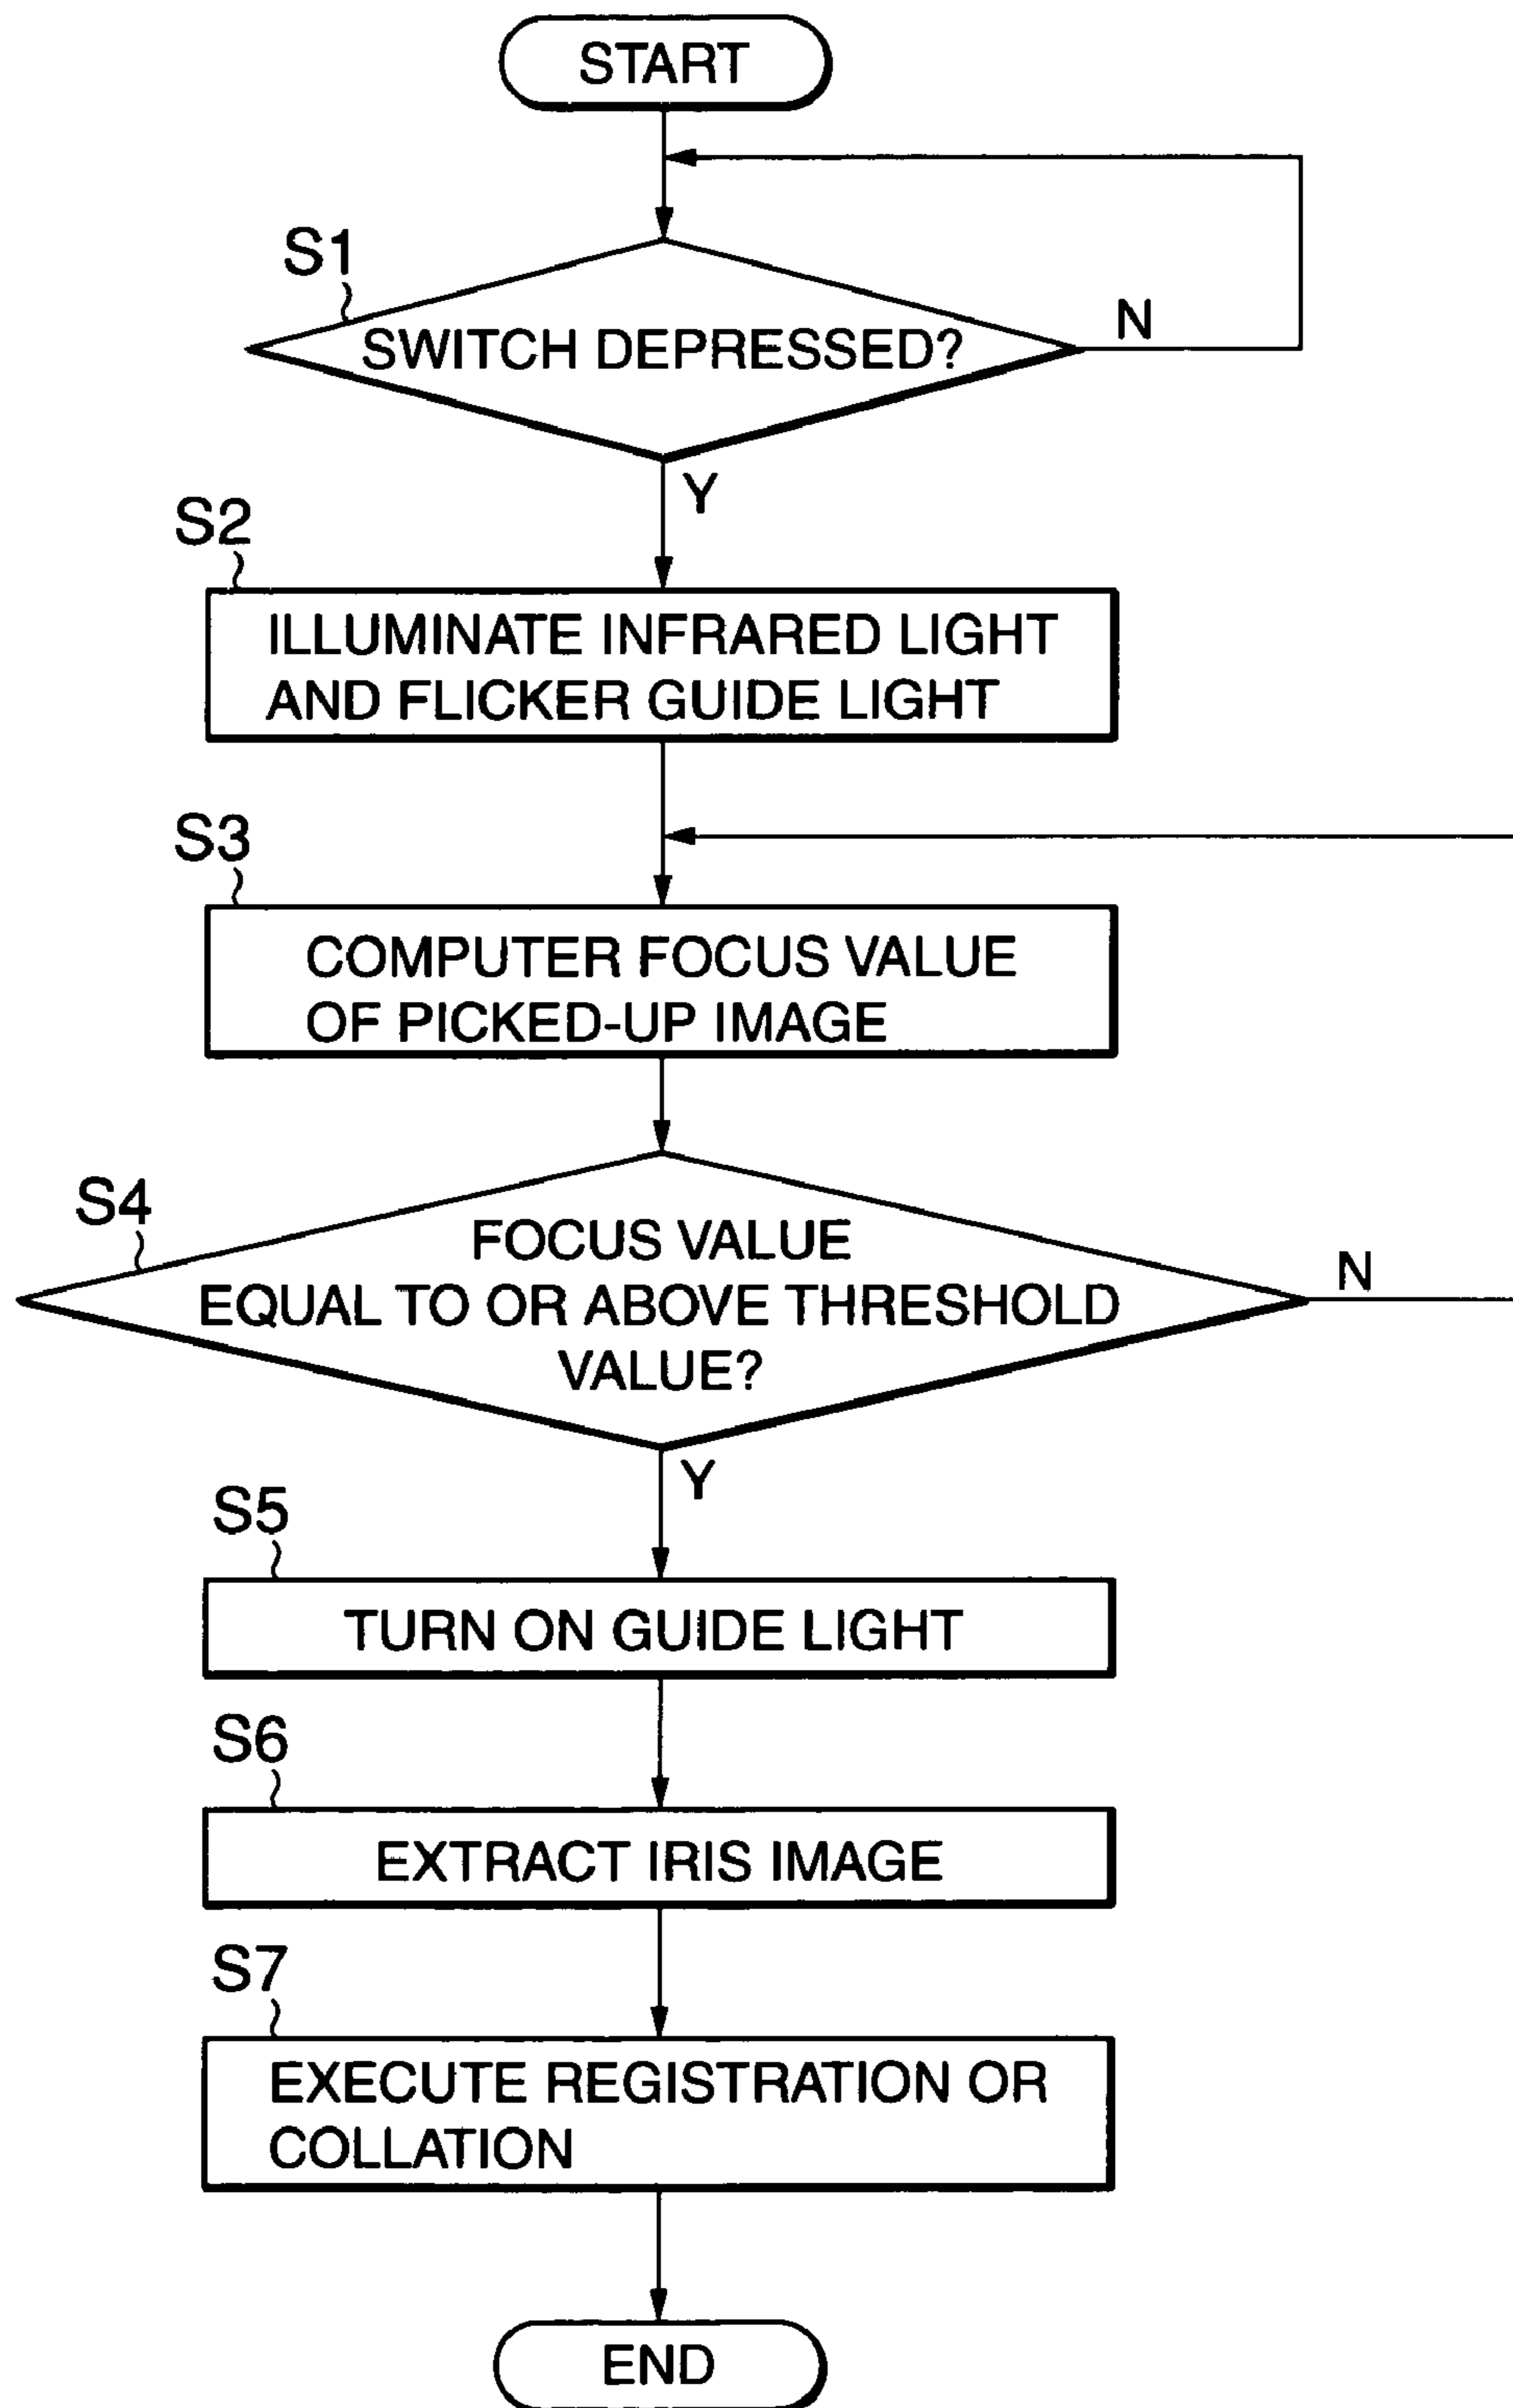 START
S1
SWITCH DEPRESSED?
N
Y
S2
ILLUMINATE INFRARED LIGHT
AND FLICKER GUIDE LIGHT
S3
COMPUTER FOCUS VALUE
OF PICKED-UP IMAGE
S4
FOCUS VALUE
EQUAL TO OR ABOVE THRESHOLD
VALUE?
N
Y
S5
TURN ON GUIDE LIGHT
S6
EXTRACT IRIS IMAGE
S7
EXECUTE REGISTRATION OR
COLLATION
END